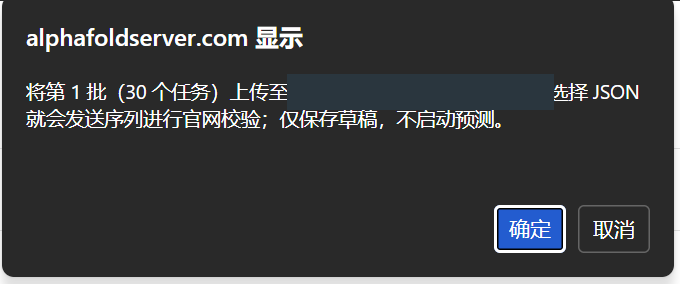 alphafoldserver.com 显示
将第 1 批（30 个任务）上传至 选择 JSON
就会发送序列进行官网校验；仅保存草稿，不启动预测。
确定 取消